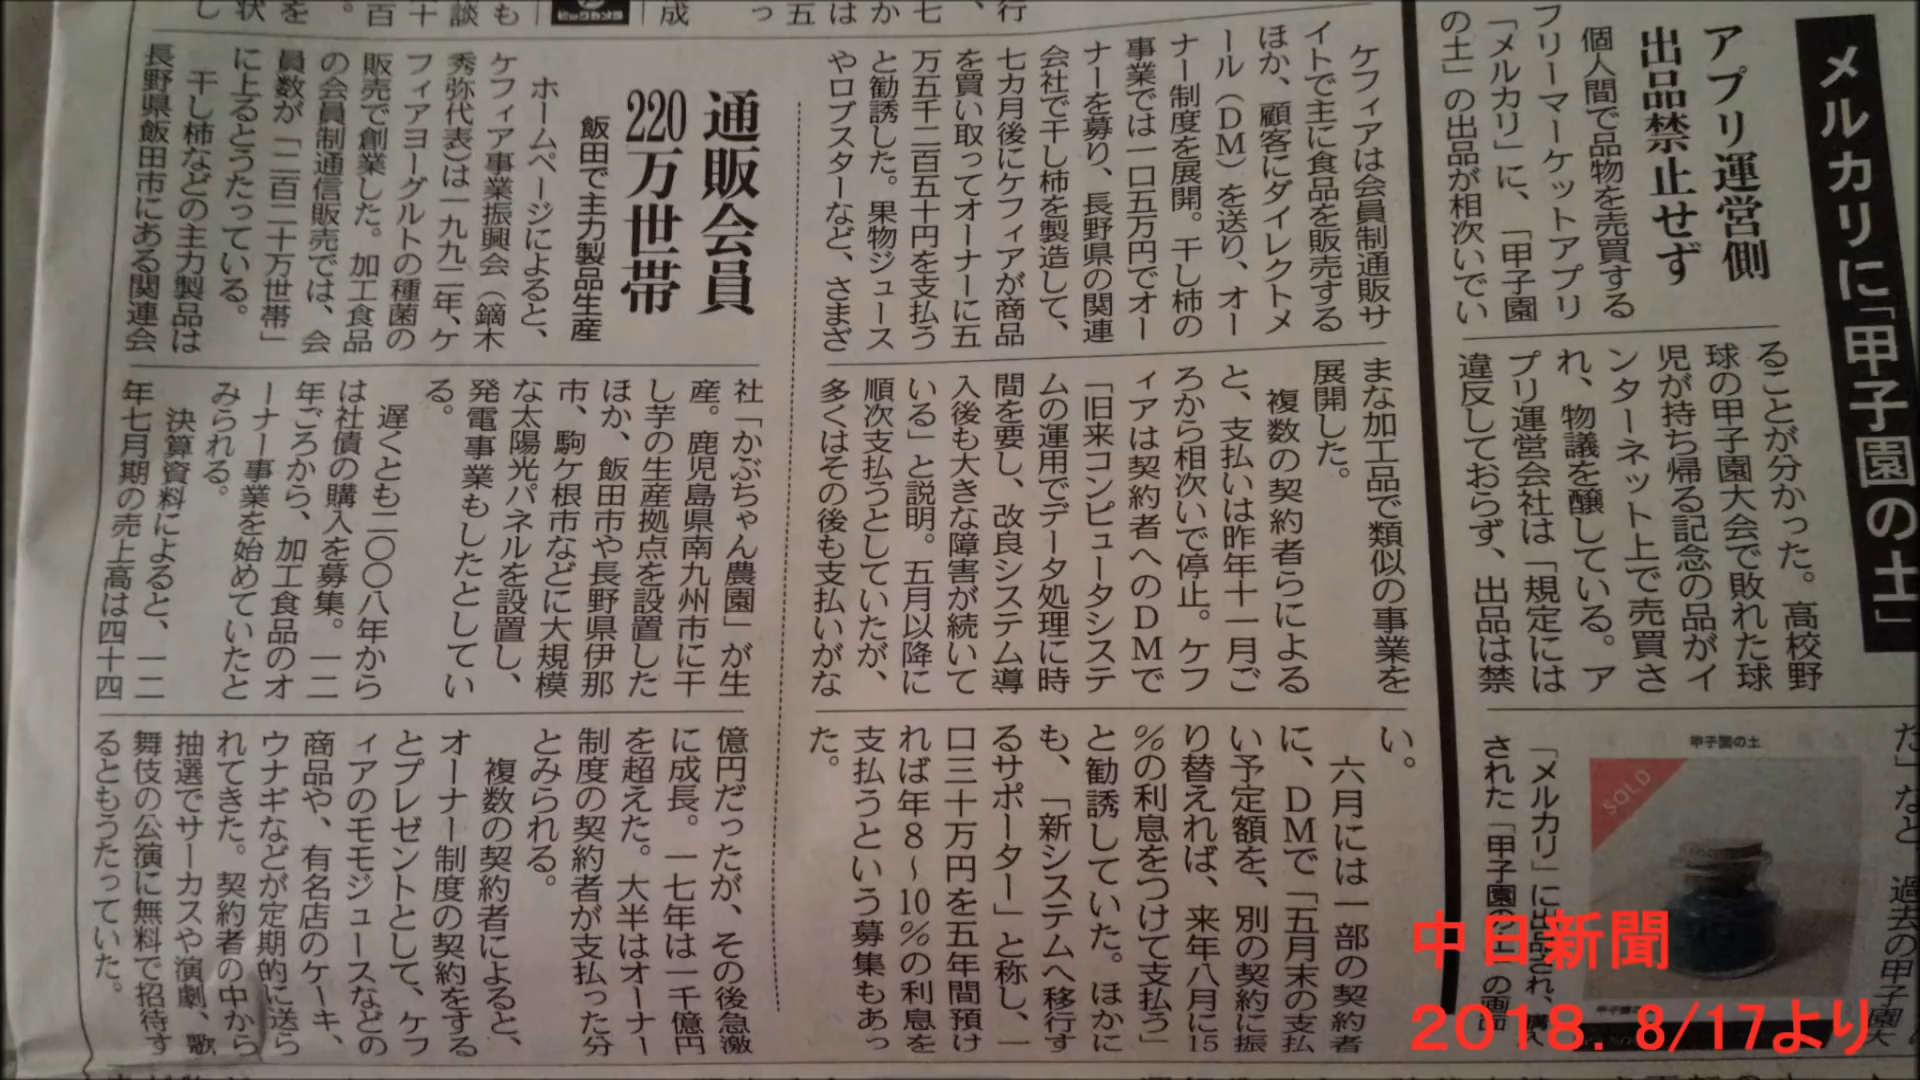 メルカリに「甲子園の土」
アプリ運営側
出品禁止せず
個人間で品物を売買する
フリーマーケットアプリ
「メルカリ」に、「甲子園
の土」の出品が相次いでい
ることが分かった。高校野
球の甲子園大会で敗れた球
児が持ち帰る記念の品がイ
ンターネット上で売買さ
れ、物議を醸している。ア
プリ運営会社は「規定には
違反しておらず、出品は禁
甲子園の土
SOLD
「メルカリ」に出品され、
された「甲子園の土」の画面
ケフィアは会員制通販サ
イトで主に食品を販売する
ほか、顧客にダイレクトメ
ール(DM)を送り、オー
ナー制度を展開。干し柿の
事業では一口五万円でオー
ナーを募り、長野県の関連
会社で干し柿を製造して、
七カ月後にケフィアが商品
を買い取ってオーナーに五
万五千二百五十円を支払う
と勧誘した。果物ジュース
やロブスターなど、さまざ
まな加工品で類似の事業を
展開した。
複数の契約者らによる
と、支払いは昨年十一月ご
ろから相次いで停止。ケフ
ィアは契約者へのDMで
「旧来コンピュータシステ
ムの運用でデータ処理に時
間を要し、改良システム導
入後も大きな障害が続いて
いる」と説明。五月以降に
順次支払うとしていたが、
多くはその後も支払いがな
い。
六月には一部の契約者
に、DMで「五月末の支払
い予定額を、別の契約に振
り替えれば、来年八月に15
%の利息をつけて支払う」
と勧誘していた。ほかに
も、「新システムへ移行す
るサポーター」と称し、一
口三十万円を五年間預け
れば年8~10%の利息を
支払うという募集もあっ
た。
通販会員
220万世帯
飯田で主力製品生産
ホームページによると、
ケフィア事業振興会(鏑木
秀弥代表)は一九九二年、ケ
フィアヨーグルトの種菌の
販売で創業した。加工食品
の会員制通信販売では、会
員数が「二百二十万世帯」
に上るとうたっている。
干し柿などの主力製品は
長野県飯田市にある関連会
社「かぶちゃん農園」が生
産。鹿児島県南九州市に干
し芋の生産拠点を設置した
ほか、飯田市や長野県伊那
市、駒ケ根市などに大規模
な太陽光パネルを設置し、
発電事業もしたとしてい
る。
遅くとも二〇〇八年から
は社債の購入を募集。一二
年ごろから、加工食品のオ
ーナー事業を始めていたと
みられる。
決算資料によると、一二
年七月期の売上高は四十四
億円だったが、その後急激
に成長。一七年は一千億円
を超えた。大半はオーナー
制度の契約者が支払った分
とみられる。
複数の契約者によると、
オーナー制度の契約をする
とプレゼントとして、ケフ
ィアのモモジュースなどの
商品や、有名店のケーキ、
ウナギなどが定期的に送ら
れてきた。契約者の中から
抽選でサーカスや演劇、歌
舞伎の公演に無料で招待す
るともうたっていた。
中日新聞
2018. 8/17より